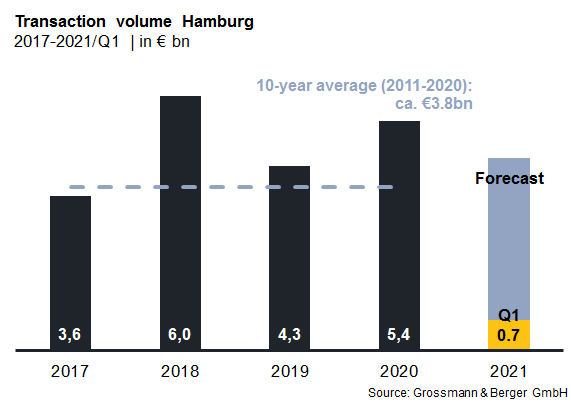 Transaction volume Hamburg
2017-2021/Q1 | in € bn
10-year average (2011-2020):
ca. €3.8bn
Forecast
Q1
3,6 6,0 4,3 5,4 0.7
2017 2018 2019 2020 2021
Source: Grossmann & Berger GmbH